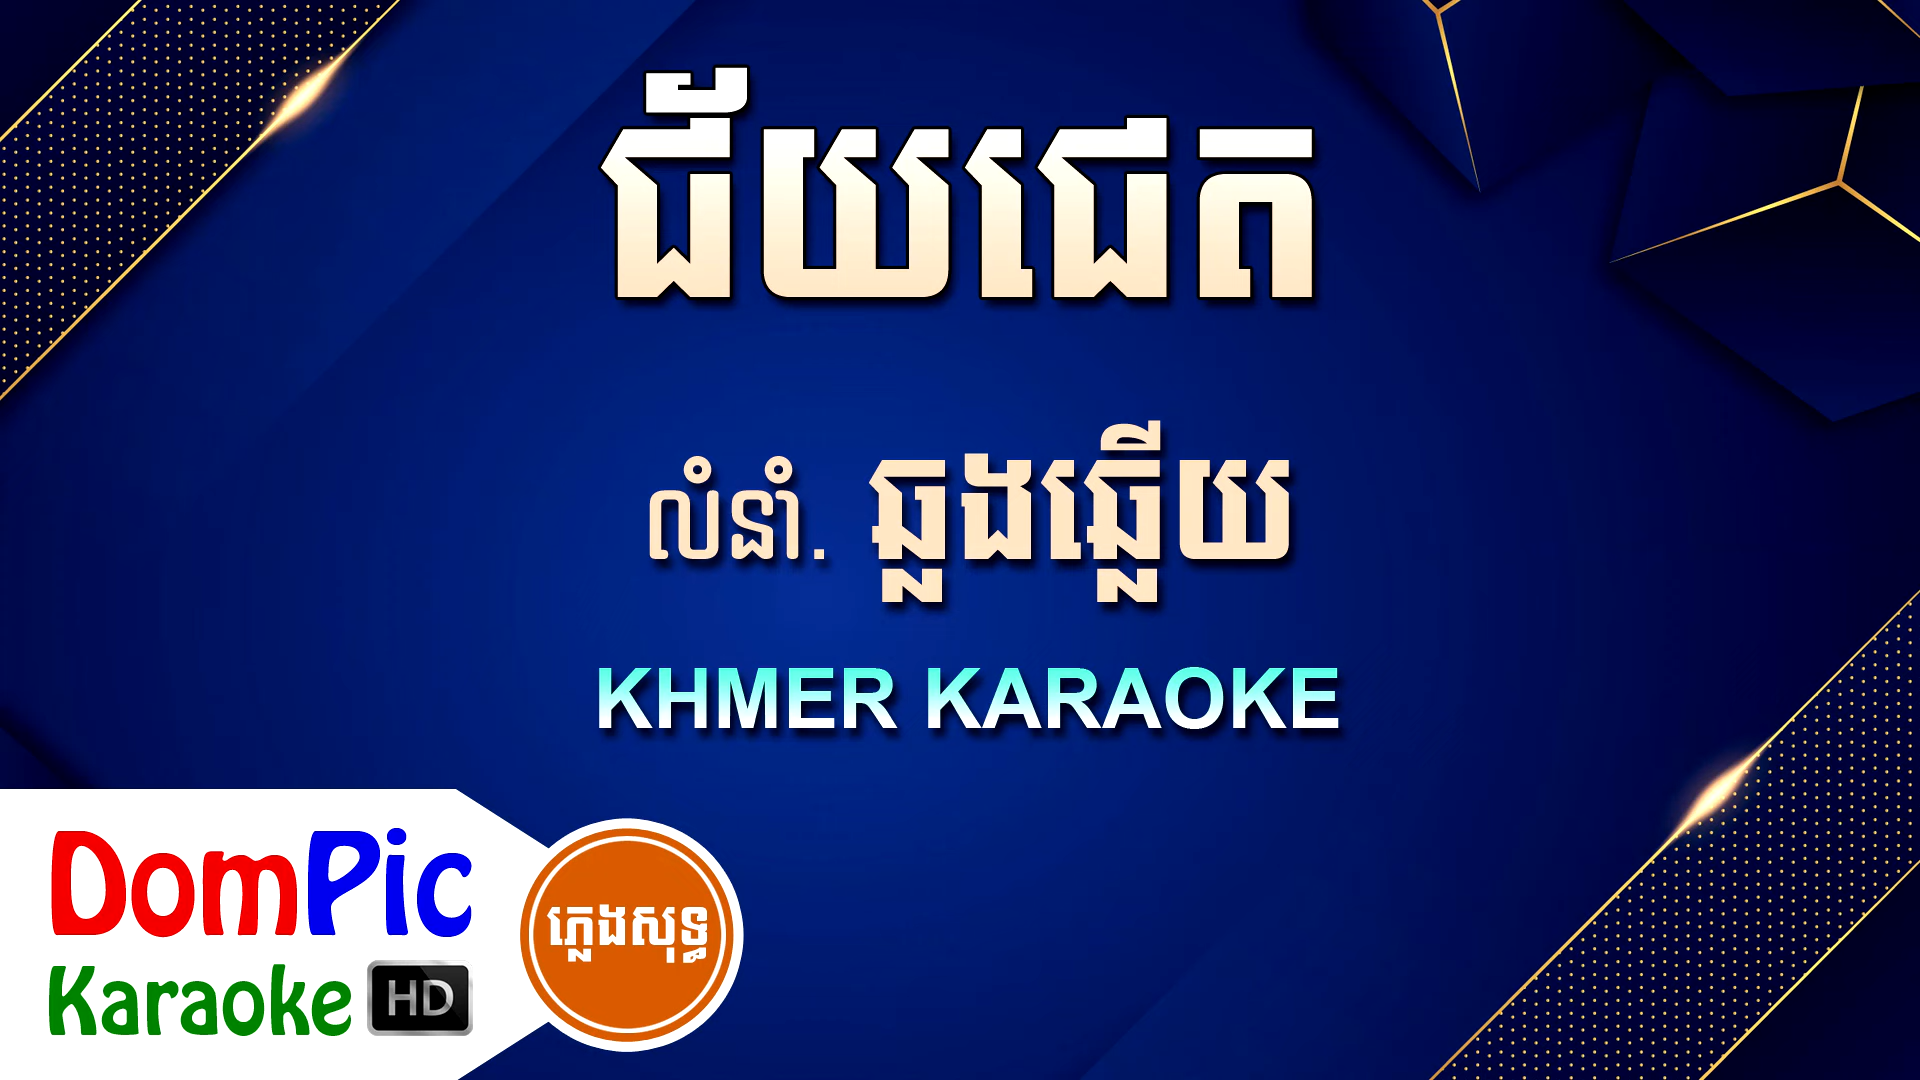 ជ័យជេត
លំនាំ. ឆ្លងឆ្លើយ
KHMER KARAOKE
DomPic
Karaoke HD
ភ្លេងសុទ្ធ